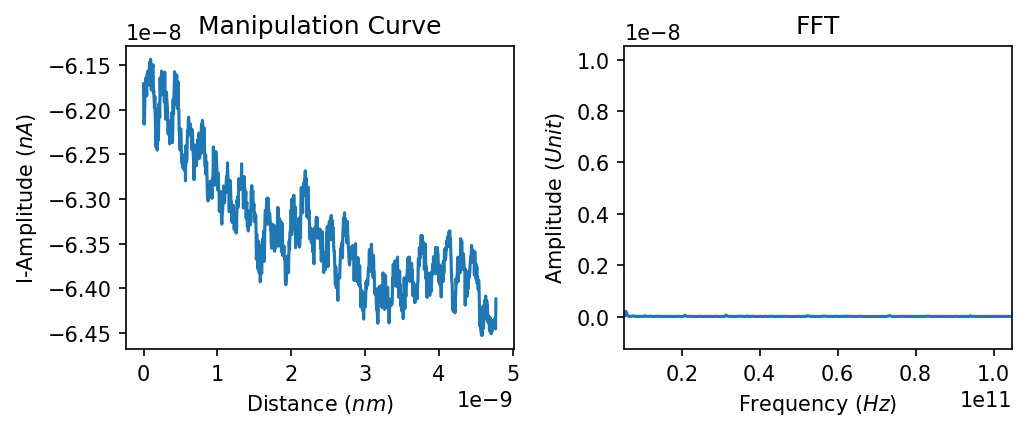 Manipulation Curve
1e−8
−6.15
−6.20
−6.25
−6.30
−6.35
−6.40
−6.45
I-Amplitude (nA)
0 1 2 3 4 5
1e−9
Distance (nm)
FFT
1e−8
1.0
0.8
0.6
0.4
0.2
0.0
Amplitude (Unit)
0.2 0.4 0.6 0.8 1.0
1e11
Frequency (Hz)